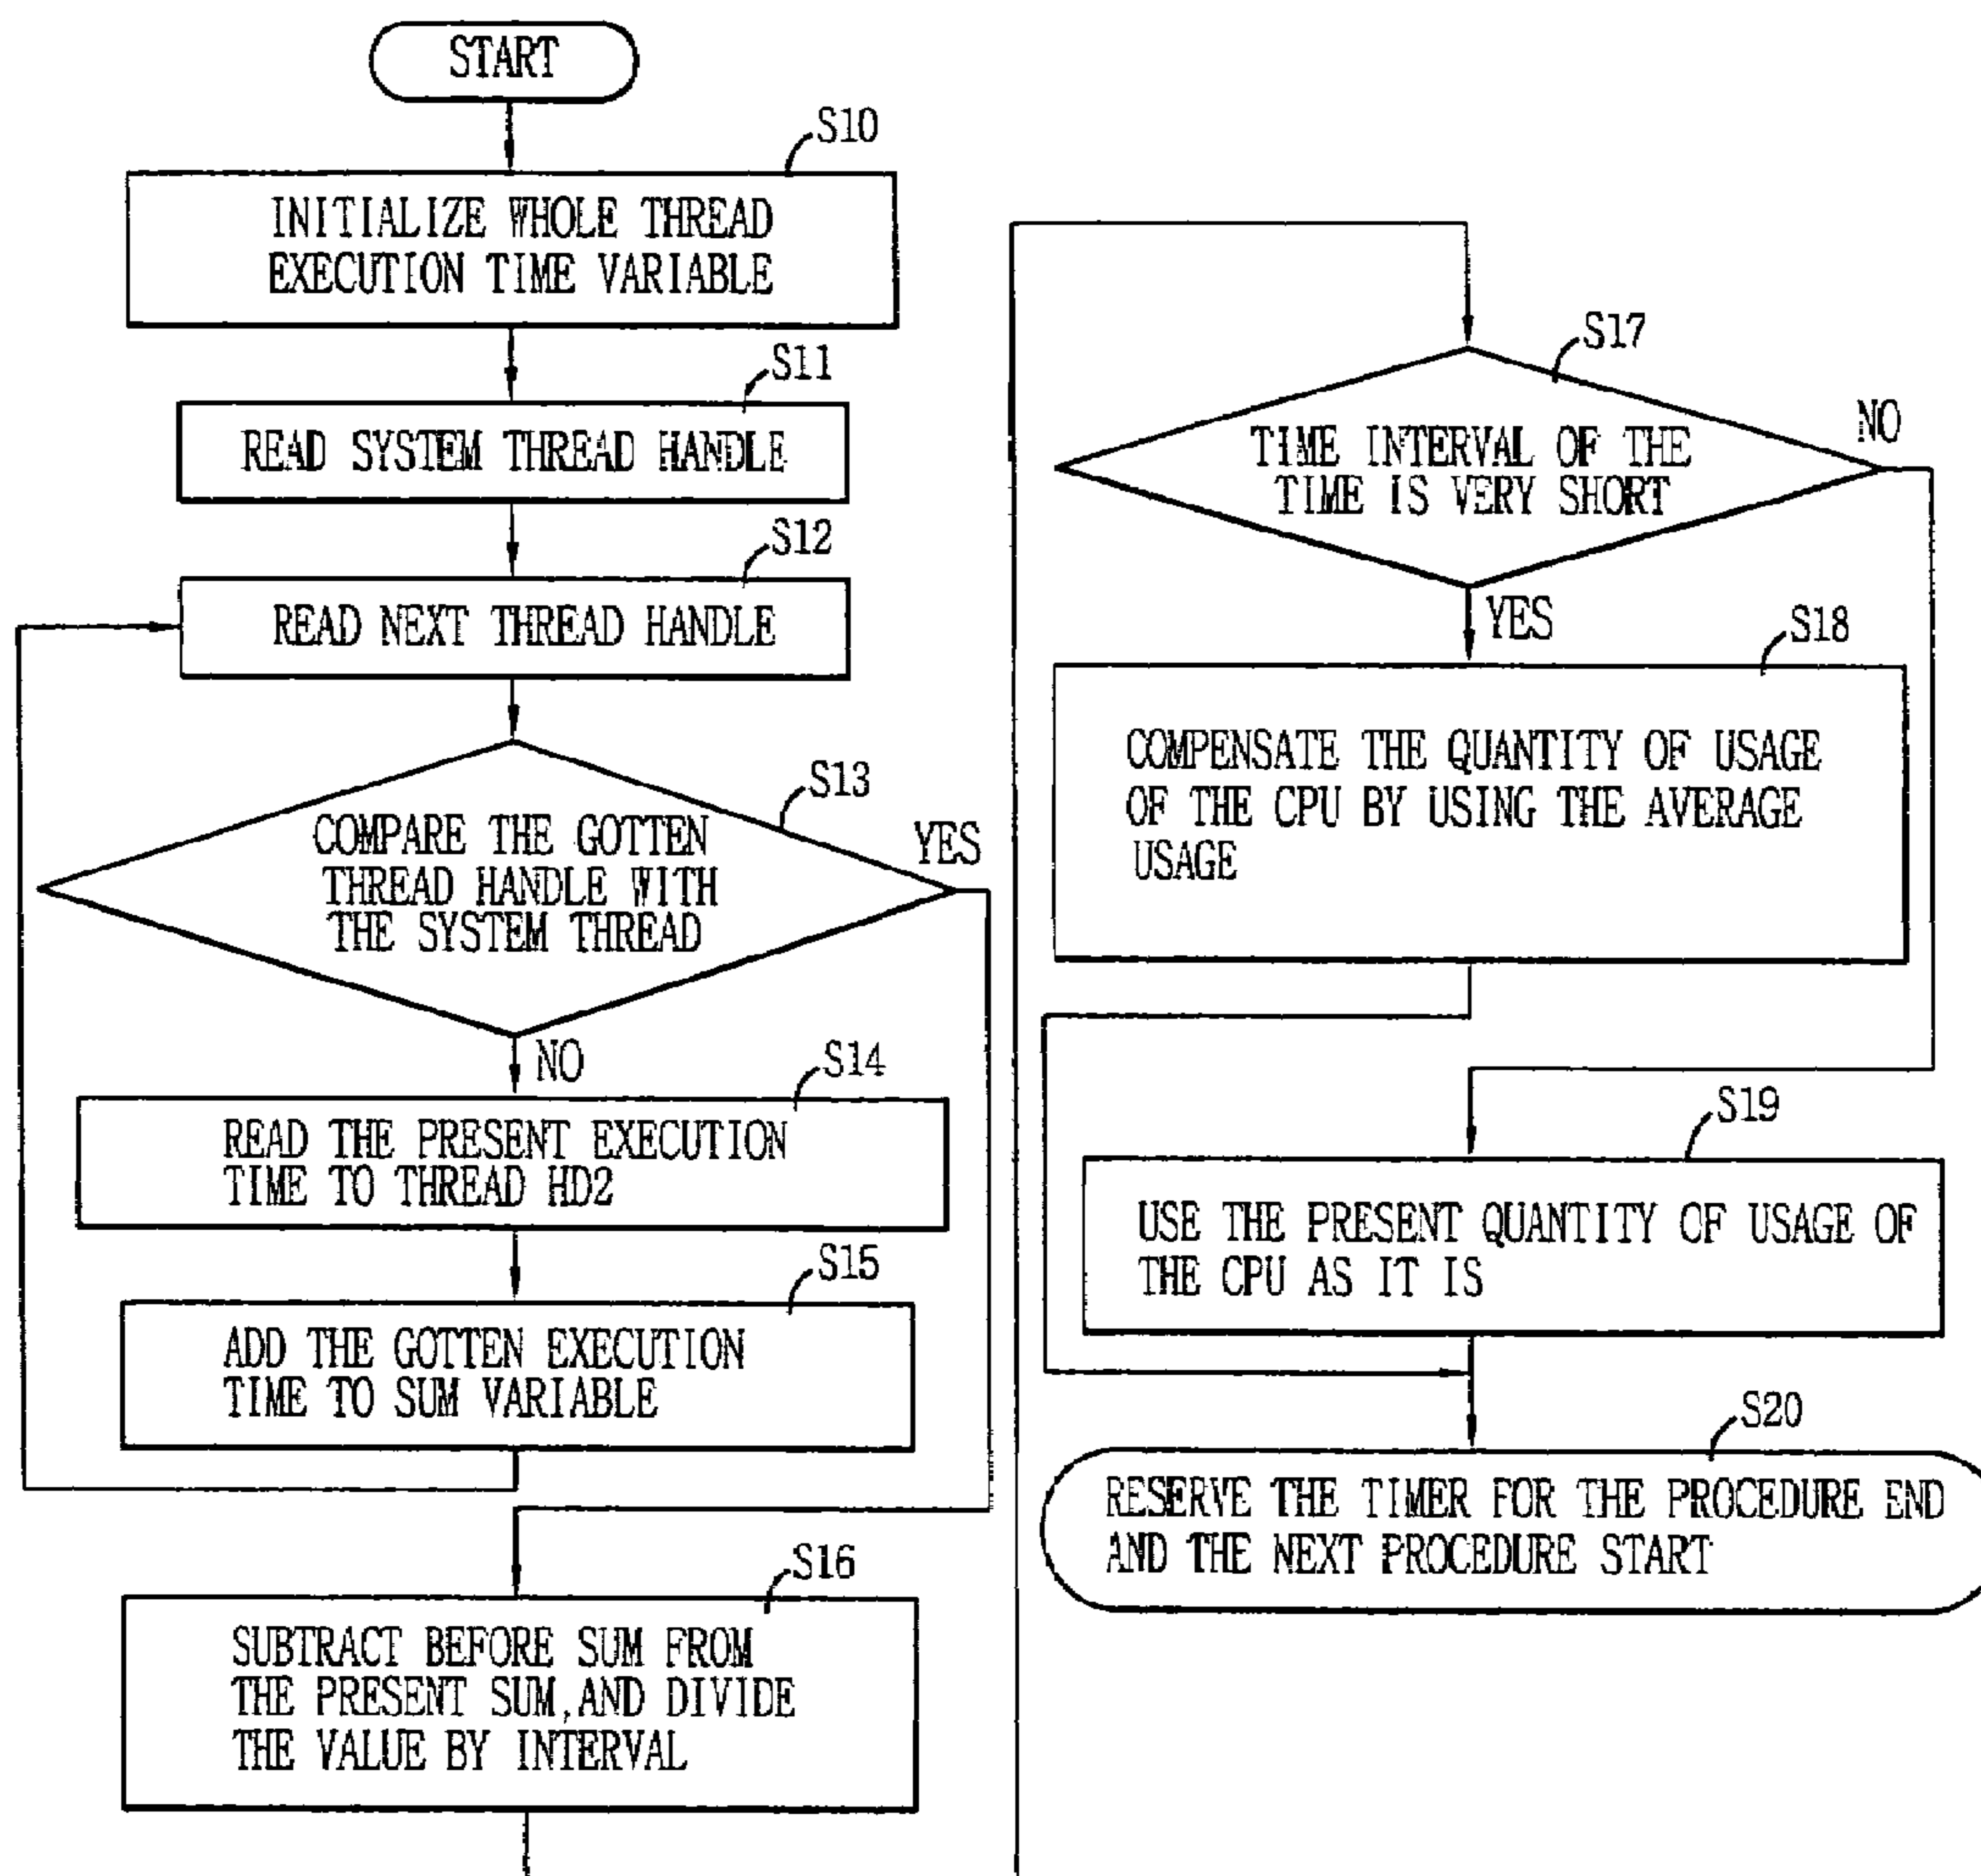 START
S10
INITIALIZE WHOLE THREAD
EXECUTION TIME VARIABLE
S11
READ SYSTEM THREAD HANDLE
S12
READ NEXT THREAD HANDLE
S13
COMPARE THE GOTTEN
THREAD HANDLE WITH
THE SYSTEM THREAD
YES
NO
S14
READ THE PRESENT EXECUTION
TIME TO THREAD HD2
S15
ADD THE GOTTEN EXECUTION
TIME TO SUM VARIABLE
S16
SUBTRACT BEFORE SUM FROM
THE PRESENT SUM,AND DIVIDE
THE VALUE BY INTERVAL
S17
TIME INTERVAL OF THE
TIME IS VERY SHORT
NO
YES
S18
COMPENSATE THE QUANTITY OF USAGE
OF THE CPU BY USING THE AVERAGE
USAGE
S19
USE THE PRESENT QUANTITY OF USAGE OF
THE CPU AS IT IS
S20
RESERVE THE TIMER FOR THE PROCEDURE END
AND THE NEXT PROCEDURE START